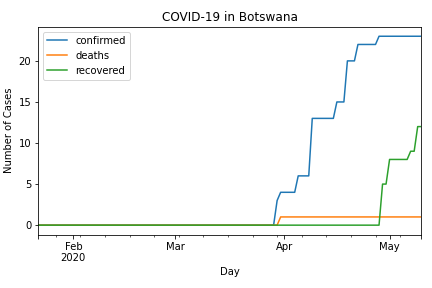 COVID-19 in Botswana
confirmed
deaths
recovered
Number of Cases
20
15
10
5
0
Feb
2020
Mar
Apr
May
Day